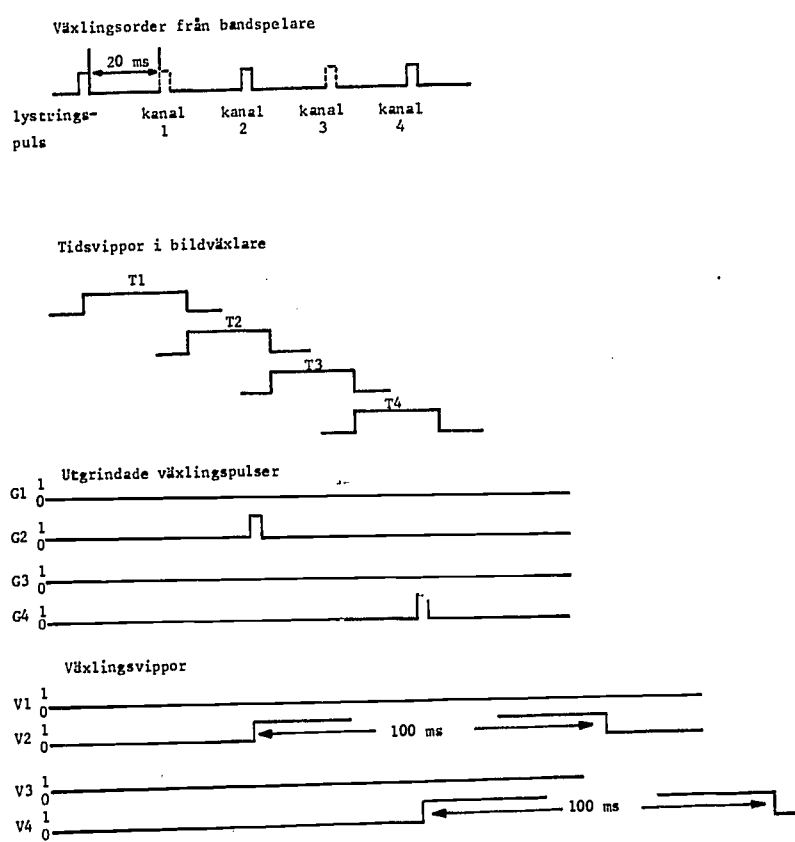 Växlingsorder från bandspelare
20 ms
lystrings-
puls
kanal
1
kanal
2
kanal
3
kanal
4
Tidsvippor i bildväxlare
T1
T2
T3
T4
Utgrindade växlingspulser
G1 1
0
G2 1
0
G3 1
0
G4 1
0
Växlingsvippor
V1 1
0
V2 1
0
100 ms
V3 1
0
V4 1
0
100 ms